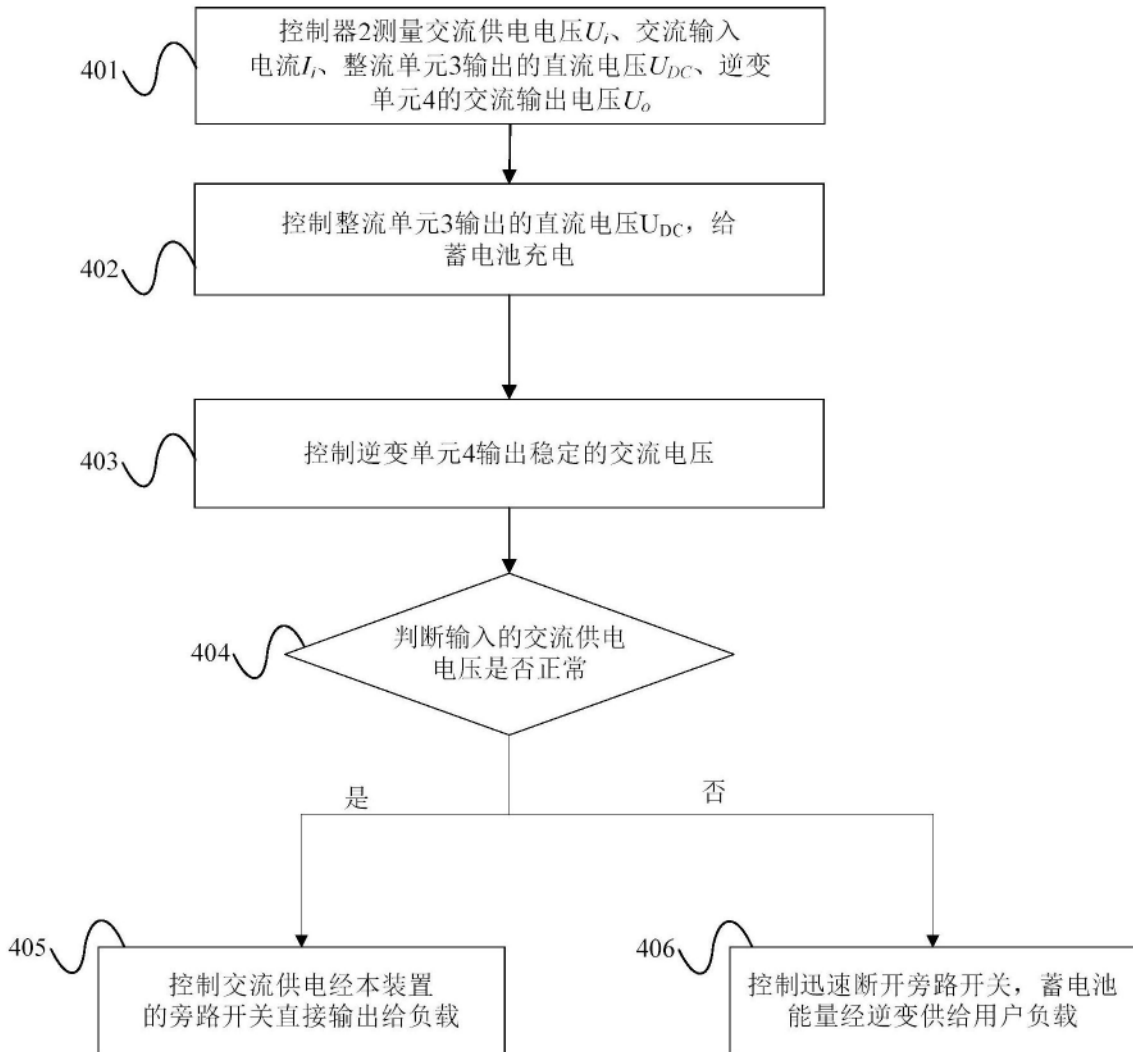 401
控制器2测量交流供电电压Ui、交流输入
电流Ii、整流单元3输出的直流电压UDC、逆变
单元4的交流输出电压Uo
402
控制整流单元3输出的直流电压UDC，给
蓄电池充电
403
控制逆变单元4输出稳定的交流电压
404
判断输入的交流供电
电压是否正常
是
否
405
控制交流供电经本装置
的旁路开关直接输出给负载
406
控制迅速断开旁路开关，蓄电池
能量经逆变供给用户负载